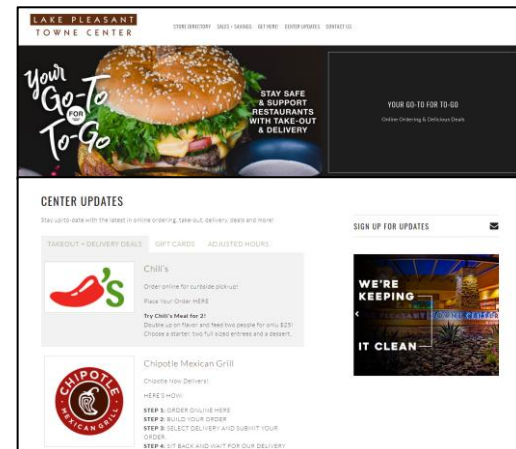 LAKE PLEASANT
TOWNE CENTER
STORE DIRECTORY SALES + SAVINGS GET HERE CENTER UPDATES CONTACT US
Your
Go-To
FOR
To-Go
STAY SAFE
& SUPPORT
RESTAURANTS
WITH TAKE-OUT
& DELIVERY
YOUR GO-TO FOR TO-GO
Online Ordering & Delicious Deals
CENTER UPDATES
Stay up-to-date with the latest in online ordering, take-out, delivery deals and more!
TAKEOUT + DELIVERY DEALS GIFT CARDS ADJUSTED HOURS
Chili's
Order online for curbside pick-up!
Place Your Order HERE
Try Chili's Meal for 2!
Double up on flavor and feed two people for only $25!
Choose a starter, two full sized entrees and a dessert.
CHIPOTLE
MEXICAN GRILL
Chipotle Mexican Grill
Chipotle Now Delivers!
HERE'S HOW:
STEP 1: ORDER ONLINE HERE
STEP 2: BUILD YOUR ORDER
STEP 3: SELECT DELIVERY AND SUBMIT YOUR
ORDER.
STEP 4: SIT BACK AND WAIT FOR OUR DELIVERY
SIGN UP FOR UPDATES
WE'RE
KEEPING
PLEASANT TOWNE CENTER
IT CLEAN